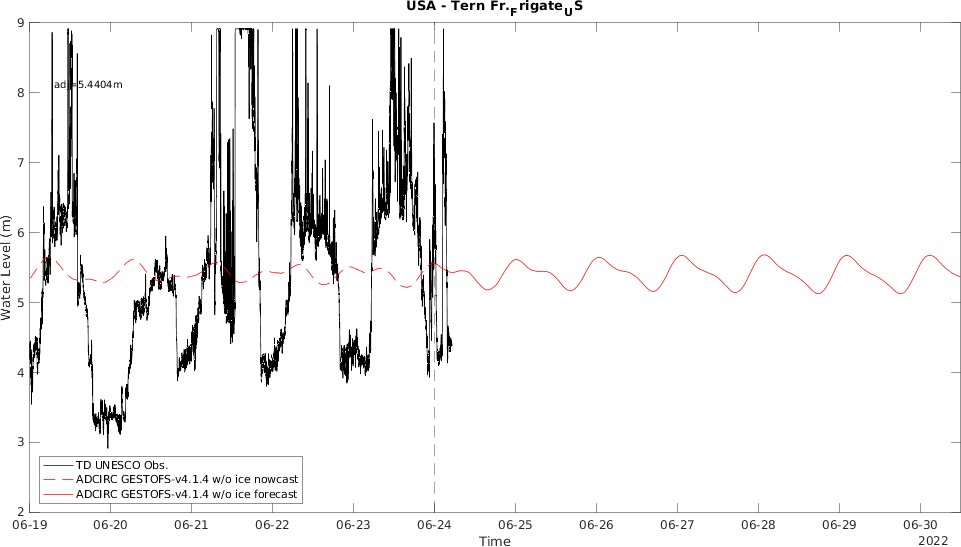 USA - Tern Fr.FrigateUS
9
8
7
6
5
4
3
2
Water Level (m)
adj=5.4404m
TD UNESCO Obs.
ADCIRC GESTOFS-v4.1.4 w/o ice nowcast
ADCIRC GESTOFS-v4.1.4 w/o ice forecast
06-19 06-20 06-21 06-22 06-23 06-24 06-25 06-26 06-27 06-28 06-29 06-30
Time
2022